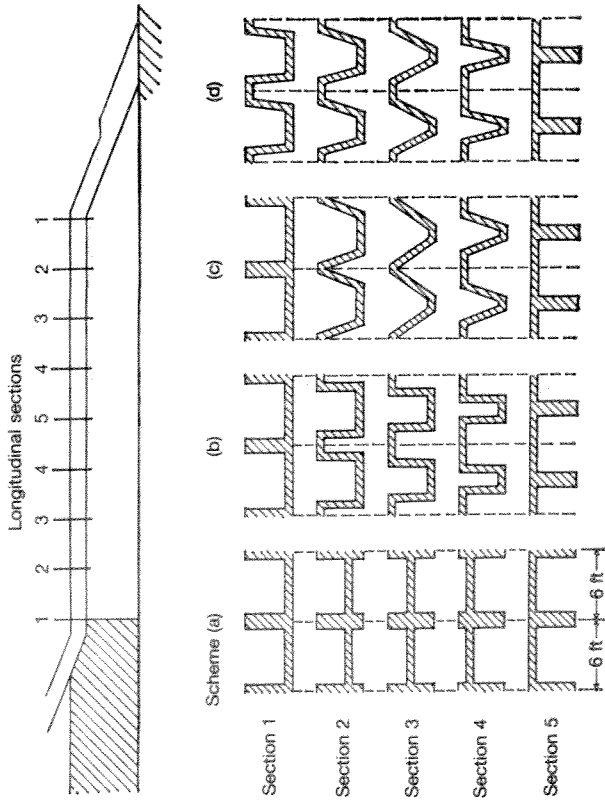 Longitudinal sections
1 2 3 4 5 4 3 2 1
Scheme (a) (b) (c) (d)
Section 1
Section 2
Section 3
Section 4
Section 5
6 ft 6 ft